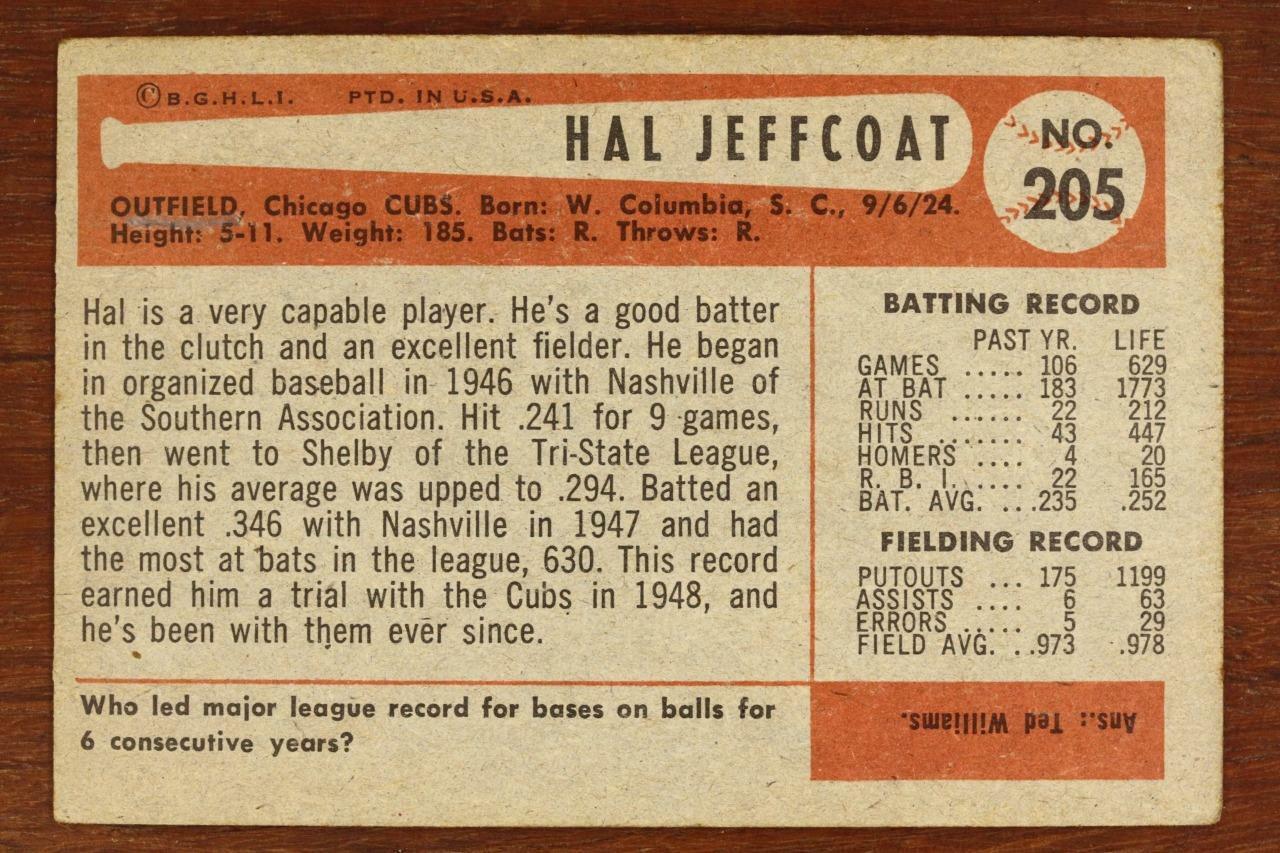 ©B.G.H.L.I. PTD. IN U.S.A.
HAL JEFFCOAT
NO.
205
OUTFIELD, Chicago CUBS. Born: W. Columbia, S. C., 9/6/24.
Height: 5-11. Weight: 185. Bats: R. Throws: R.
Hal is a very capable player. He's a good batter
in the clutch and an excellent fielder. He began
in organized baseball in 1946 with Nashville of
the Southern Association. Hit .241 for 9 games,
then went to Shelby of the Tri-State League,
where his average was upped to .294. Batted an
excellent .346 with Nashville in 1947 and had
the most at bats in the league, 630. This record
earned him a trial with the Cubs in 1948, and
he's been with them ever since.
BATTING RECORD
PAST YR. LIFE
GAMES ..... 106 629
AT BAT ..... 183 1773
RUNS ...... 22 212
HITS ....... 43 447
HOMERS .... 4 20
R. B. I. ..... 22 165
BAT. AVG. ...235 .252
FIELDING RECORD
PUTOUTS ... 175 1199
ASSISTS .... 6 63
ERRORS ..... 5 29
FIELD AVG. ..973 .978
Who led major league record for bases on balls for
6 consecutive years?
Ans.: Ted Williams.